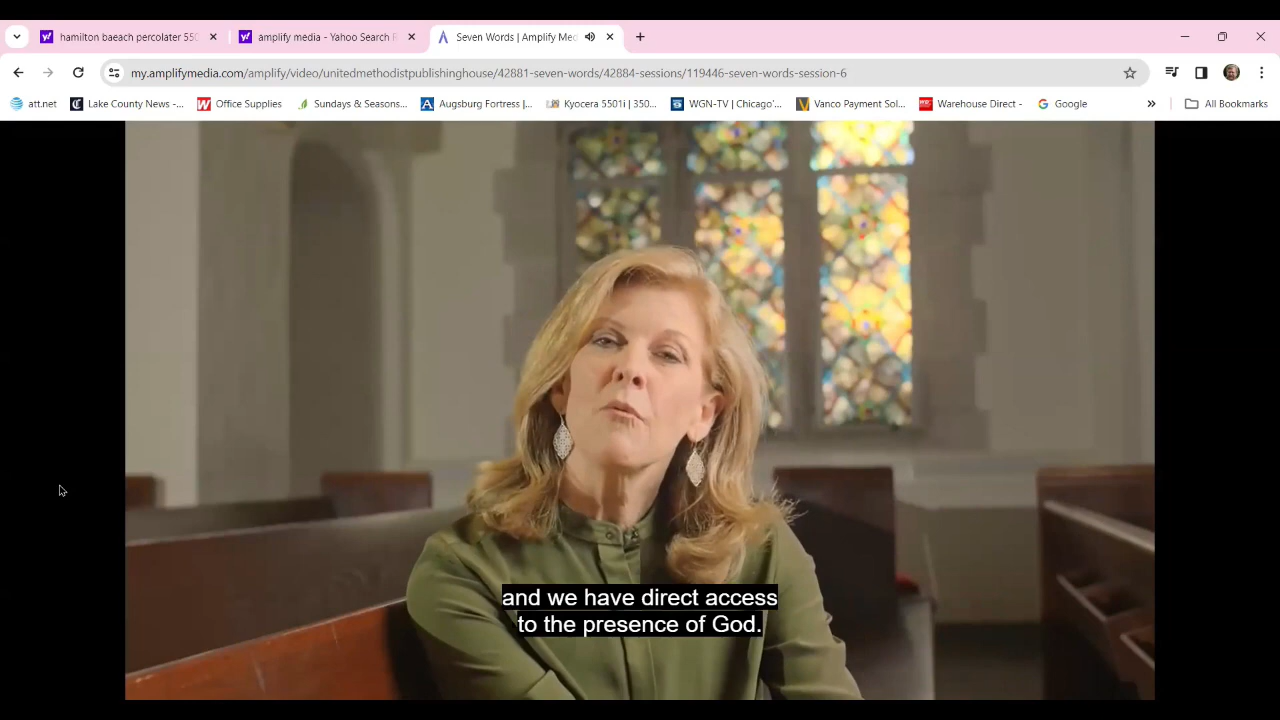 hamilton baeach percolater 550
amplify media - Yahoo Search R
Seven Words | Amplify Med
my.amplifymedia.com/amplify/video/unitedmethodistpublishinghouse/42881-seven-words/42884-sessions/119446-seven-words-session-6
att.net
Lake County News -...
Office Supplies
Sundays & Seasons...
Augsburg Fortress |...
Kyocera 5501i | 350...
WGN-TV | Chicago'...
Vanco Payment Sol...
Warehouse Direct -
Google
All Bookmarks
and we have direct access
to the presence of God.